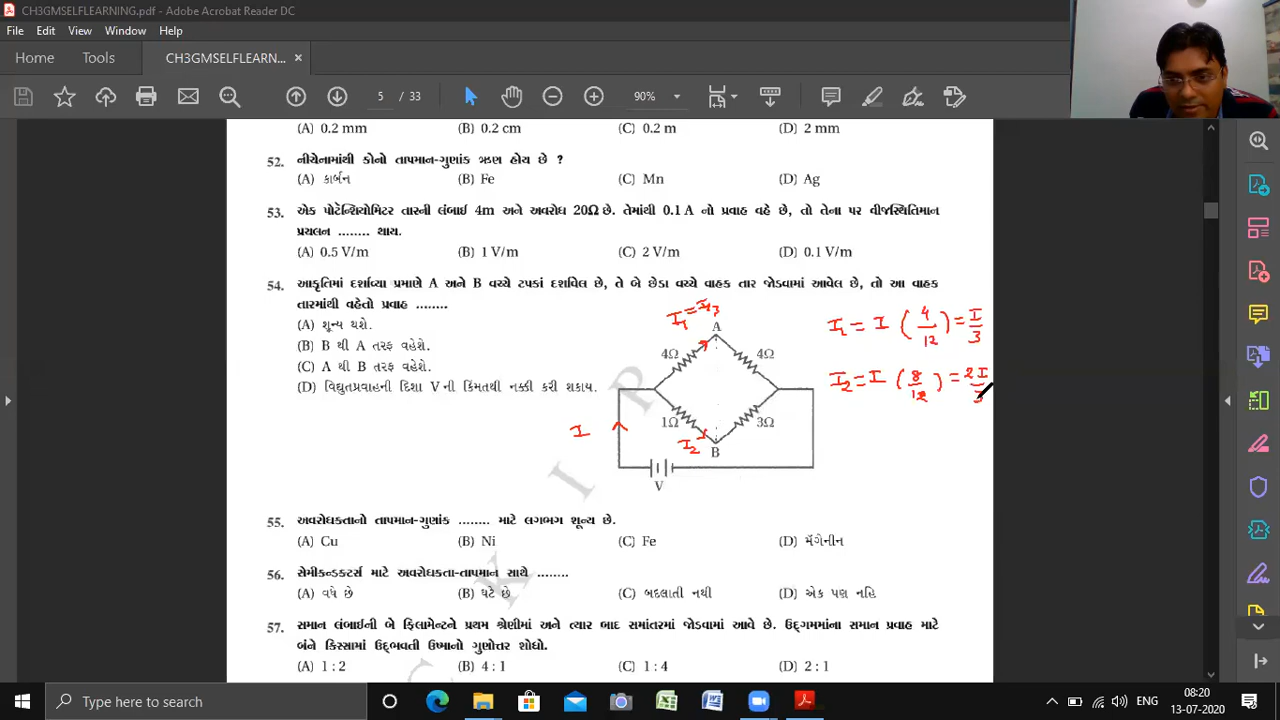 CH3GMSELFLEARNING.pdf - Adobe Acrobat Reader DC
File Edit View Window Help
Home Tools CH3GMSELFLEARN... ×
5 / 33 90%
(A) 0.2 mm (B) 0.2 cm (C) 0.2 m (D) 2 mm
52. નીચેનામાંથી કોનો તાપમાન-ગુણાંક ઋણ હોય છે ?
(A) કાર્બન (B) Fe (C) Mn (D) Ag
53. એક પોટેન્શિયોમિટર તારની લંબાઈ 4m અને અવરોધ 20Ω છે. તેમાંથી 0.1 A નો પ્રવાહ વહે છે, તો તેના પર વીજસ્થિતિમાન
પ્રચલન ........ થાય.
(A) 0.5 V/m (B) 1 V/m (C) 2 V/m (D) 0.1 V/m
54. આકૃતિમાં દર્શાવ્યા પ્રમાણે A અને B વચ્ચે ટપકાં દર્શાવેલ છે, તે બે છેડા વચ્ચે વાહક તાર જોડવામાં આવેલ છે, તો આ વાહક
તારમાંથી વહેતો પ્રવાહ ........
(A) શૂન્ય થશે.
(B) B થી A તરફ વહેશે.
(C) A થી B તરફ વહેશે.
(D) વિદ્યુતપ્રવાહની દિશા V ની કિંમતથી નક્કી કરી શકાય.
I₁ = I/3
A
4Ω 4Ω
1Ω 3Ω
I I₂
B
V
I₁ = I (4/12) = I/3
I₂ = I (8/12) = 2I/3
55. અવરોધકતાનો તાપમાન-ગુણાંક ........ માટે લગભગ શૂન્ય છે.
(A) Cu (B) Ni (C) Fe (D) મૅંગેનીન
56. સેમીકન્ડક્ટર્સ માટે અવરોધકતા-તાપમાન સાથે ........
(A) વધે છે (B) ઘટે છે (C) બદલાતી નથી (D) એક પણ નહિ
57. સમાન લંબાઈની બે ફિલામેન્ટને પ્રથમ શ્રેણીમાં અને ત્યાર બાદ સમાંતરમાં જોડવામાં આવે છે. ઉદ્‌ગમમાંના સમાન પ્રવાહ માટે
બંને કિસ્સામાં ઉદ્‌ભવતી ઉષ્માનો ગુણોત્તર શોધો.
(A) 1 : 2 (B) 4 : 1 (C) 1 : 4 (D) 2 : 1
K I R
Type here to search
ENG 08:20
13-07-2020